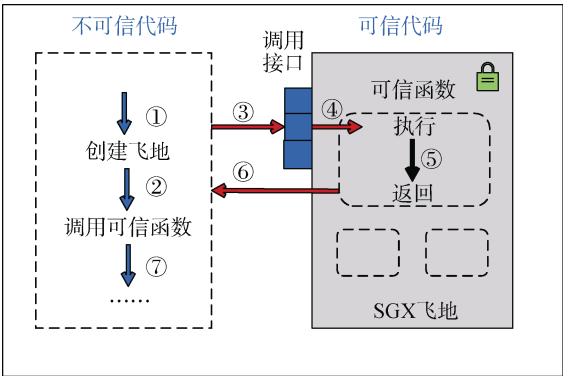 不可信代码
调用
接口
可信代码
①
创建飞地
②
调用可信函数
⑦
……
③
④
可信函数
执行
⑤
返回
⑥
SGX飞地